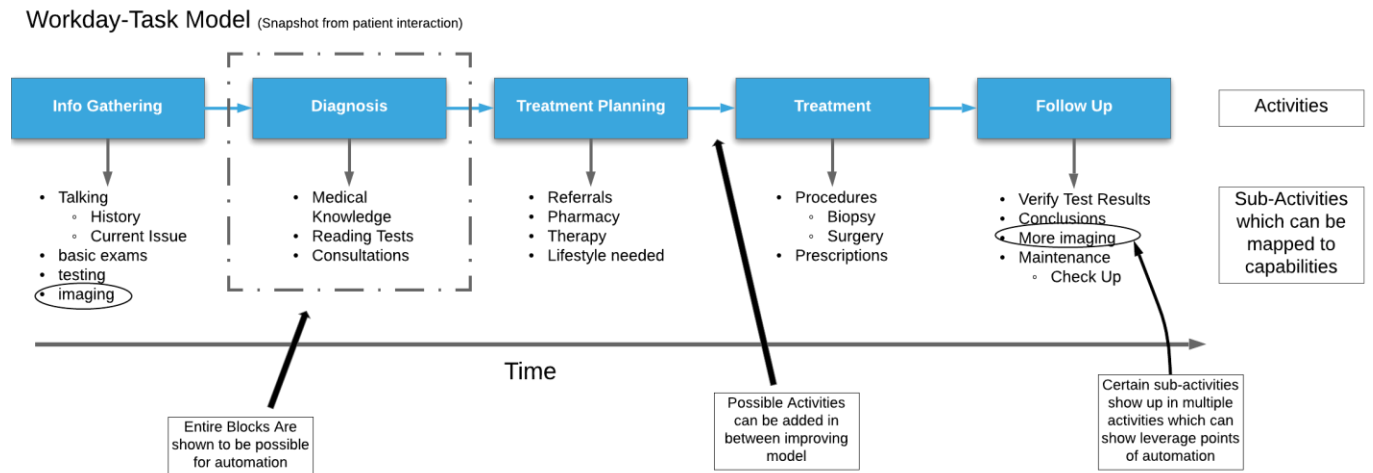 Workday-Task Model (Snapshot from patient interaction)
Info Gathering
Diagnosis
Treatment Planning
Treatment
Follow Up
Activities
• Talking
◦ History
◦ Current Issue
• basic exams
• testing
• imaging
• Medical
Knowledge
• Reading Tests
• Consultations
• Referrals
• Pharmacy
• Therapy
• Lifestyle needed
• Procedures
◦ Biopsy
◦ Surgery
• Prescriptions
• Verify Test Results
• Conclusions
• More imaging
• Maintenance
◦ Check Up
Sub-Activities
which can be
mapped to
capabilities
Time
Entire Blocks Are
shown to be possible
for automation
Possible Activities
can be added in
between improving
model
Certain sub-activities
show up in multiple
activities which can
show leverage points
of automation